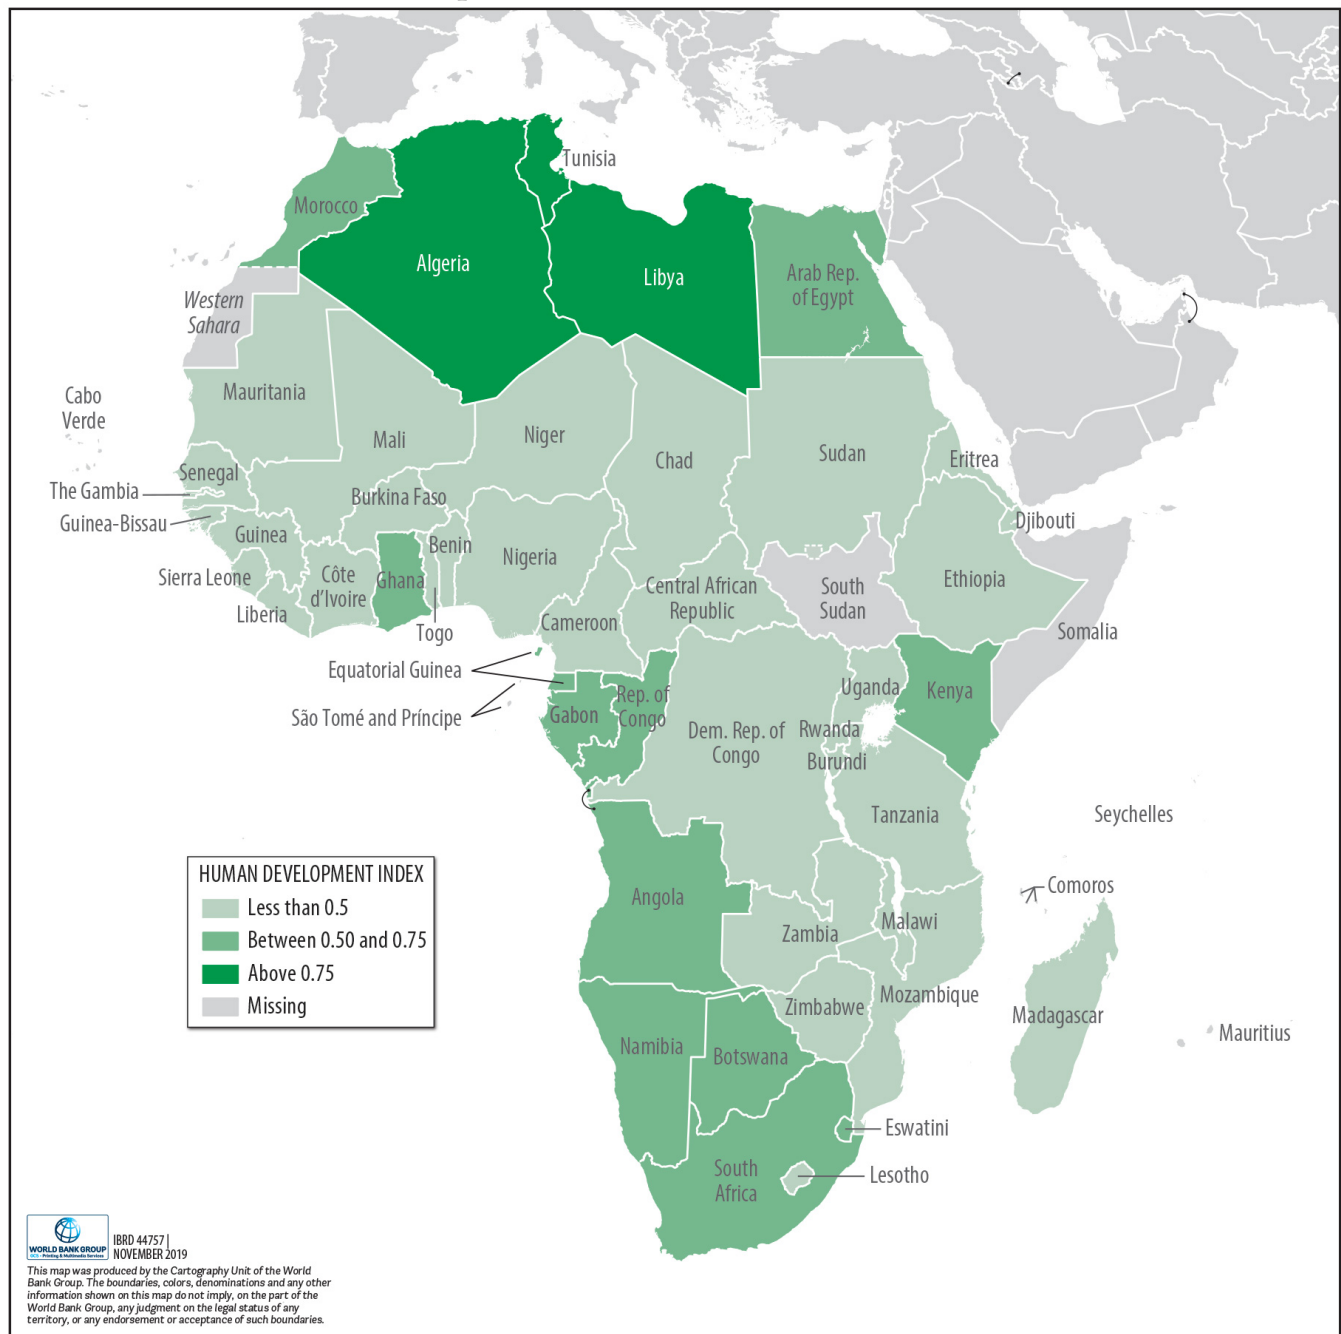 Tunisia
Morocco
Algeria
Libya
Arab Rep.
of Egypt
Western
Sahara
Cabo
Verde
Mauritania
Mali
Niger
Chad
Sudan
Eritrea
Senegal
The Gambia
Guinea-Bissau
Burkina Faso
Djibouti
Guinea
Benin
Nigeria
Sierra Leone
Côte
d'Ivoire
Ghana
Central African
Republic
South
Sudan
Ethiopia
Liberia
Togo
Cameroon
Somalia
Equatorial Guinea
São Tomé and Príncipe
Gabon
Rep. of
Congo
Uganda
Kenya
Dem. Rep. of
Congo
Rwanda
Burundi
Tanzania
Seychelles
Comoros
HUMAN DEVELOPMENT INDEX
Less than 0.5
Between 0.50 and 0.75
Above 0.75
Missing
Angola
Zambia
Malawi
Mozambique
Zimbabwe
Madagascar
Mauritius
Namibia
Botswana
Eswatini
South
Africa
Lesotho
WORLD BANK GROUP
GCS - Printing & Multimedia Services
IBRD 44757 |
NOVEMBER 2019
This map was produced by the Cartography Unit of the World
Bank Group. The boundaries, colors, denominations and any other
information shown on this map do not imply, on the part of the
World Bank Group, any judgment on the legal status of any
territory, or any endorsement or acceptance of such boundaries.